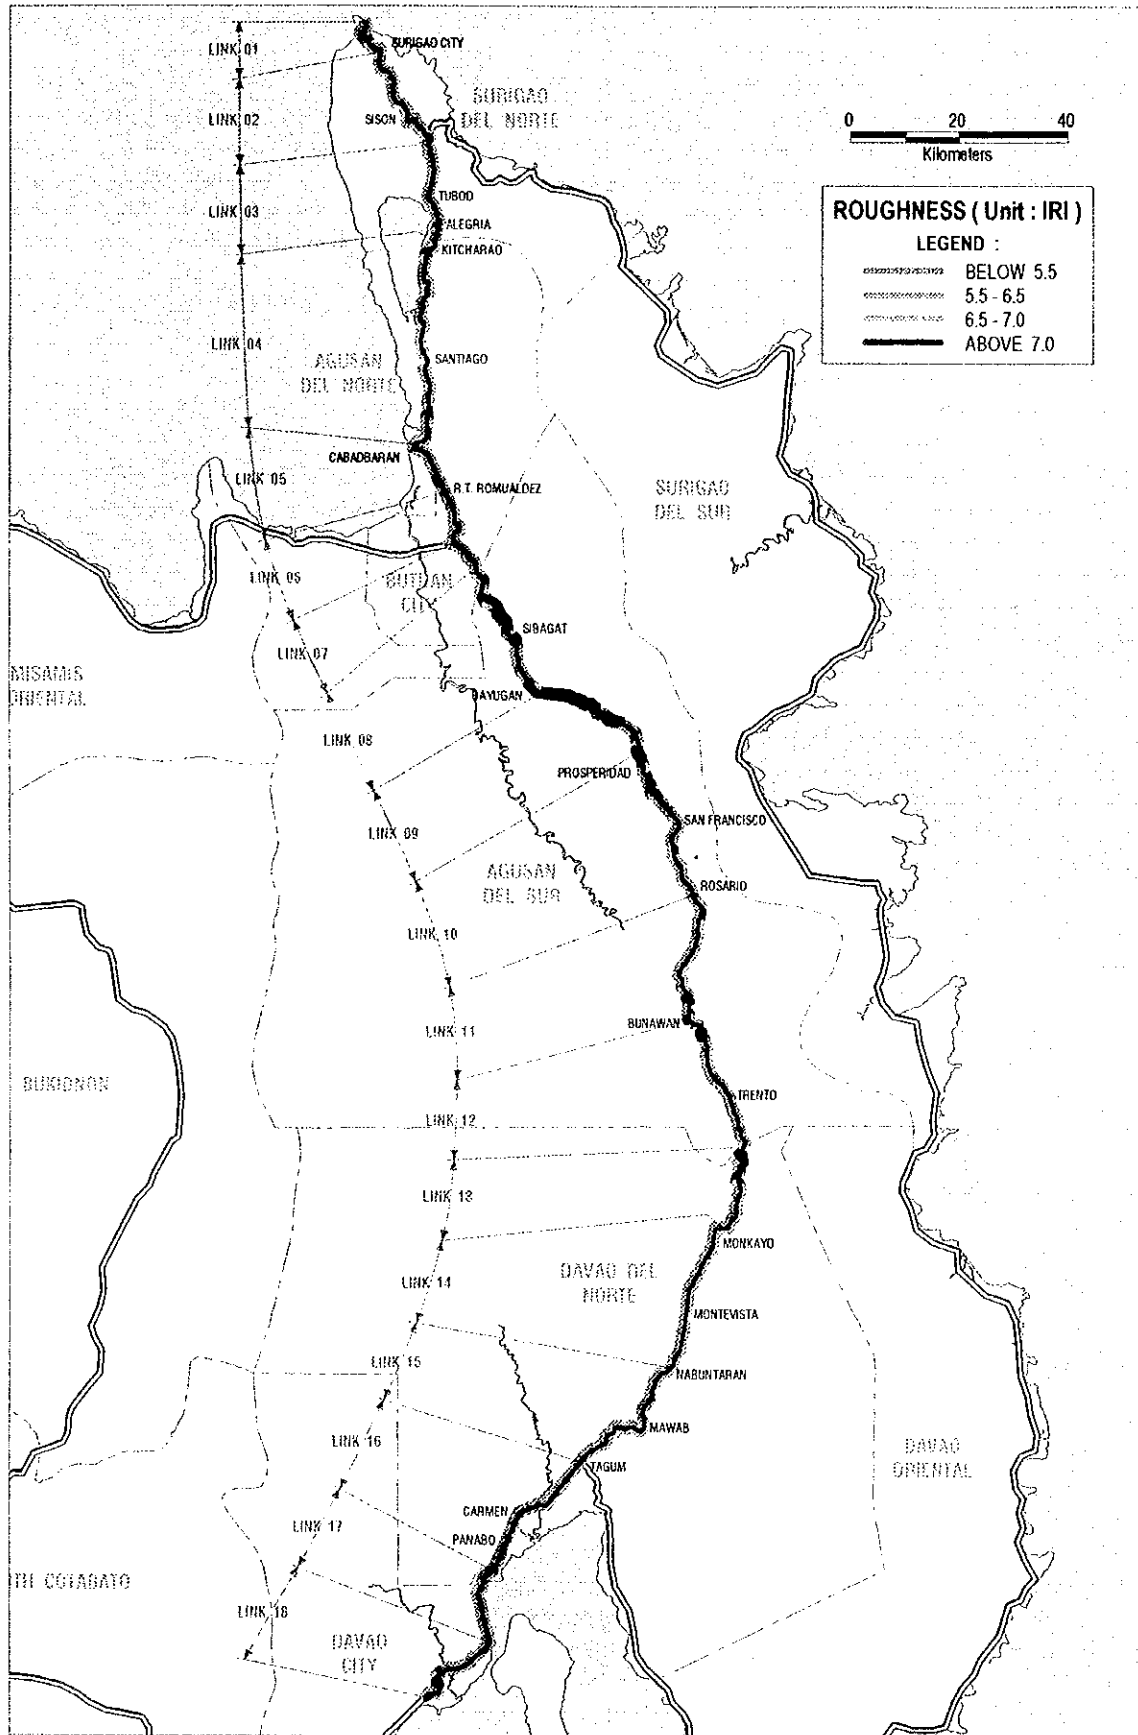 LINK 01
SURIGAO CITY
SURIGAO
DEL NORTE
LINK 02
SISON
0 20 40
Kilometers
ROUGHNESS ( Unit : IRI )
LEGEND :
BELOW 5.5
5.5 - 6.5
6.5 - 7.0
ABOVE 7.0
LINK 03
TUBOD
ALEGRIA
KITCHARAO
LINK 04
AGUSAN
DEL NORTE
SANTIAGO
CABADBARAN
LINK 05
R.T. ROMUALDEZ
SURIGAO
DEL SUR
LINK 06
BUTUAN
CITY
SIBAGAT
LINK 07
MISAMIS
ORIENTAL
BAYUGAN
LINK 08
PROSPERIDAD
LINK 09
SAN FRANCISCO
AGUSAN
DEL SUR
ROSARIO
LINK 10
LINK 11
BUNAWAN
BUKIDNON
TRENTO
LINK 12
LINK 13
MONKAYO
LINK 14
DAVAO DEL
NORTE
MONTEVISTA
LINK 15
NABUNTARAN
MAWAB
LINK 16
TAGUM
DAVAO
ORIENTAL
CARMEN
LINK 17
PANABO
TH COTABATO
LINK 18
DAVAO
CITY